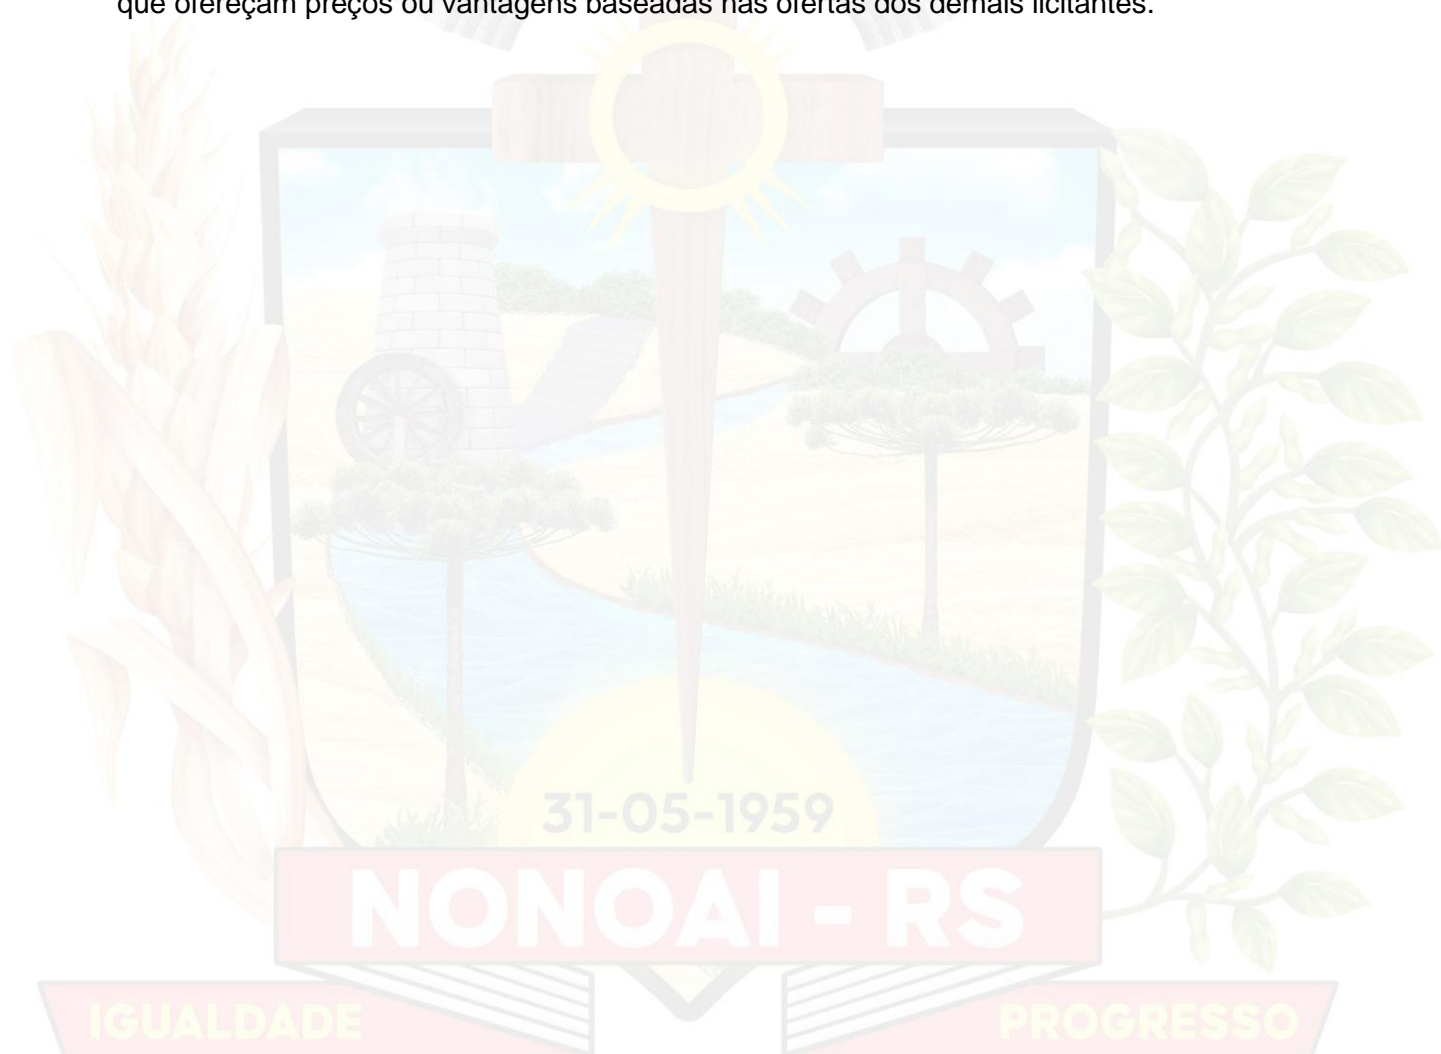 que ofereçam preços ou vantagens baseadas nas ofertas dos demais licitantes.
31-05-1959
NONOAI - RS
IGUALDADE
PROGRESSO